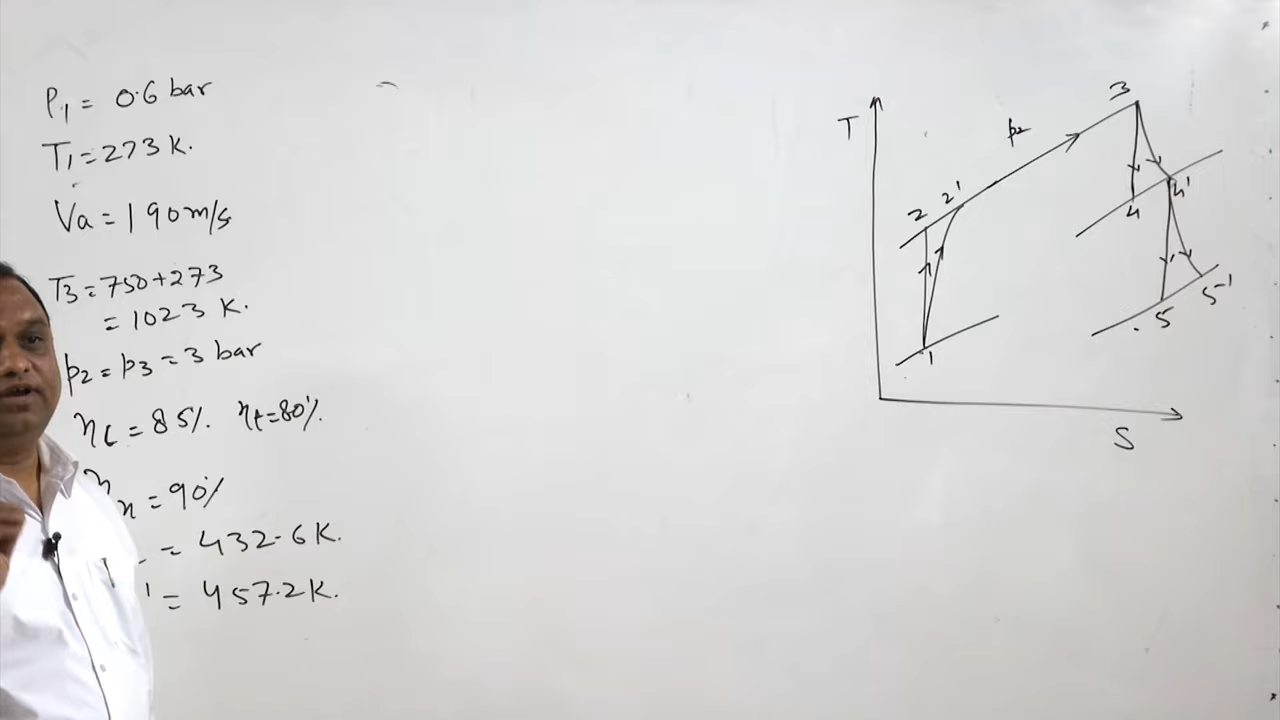 P1 = 0.6 bar
T1 = 273 K.
Va = 190 m/s
T3 = 750+273
= 1023 K.
p2 = p3 = 3 bar
ηc = 85%. ηt = 80%.
n = 90%
= 432.6 K.
' = 457.2 K.
T
p2
3
2 2'
4 4'
1
5 5'
S